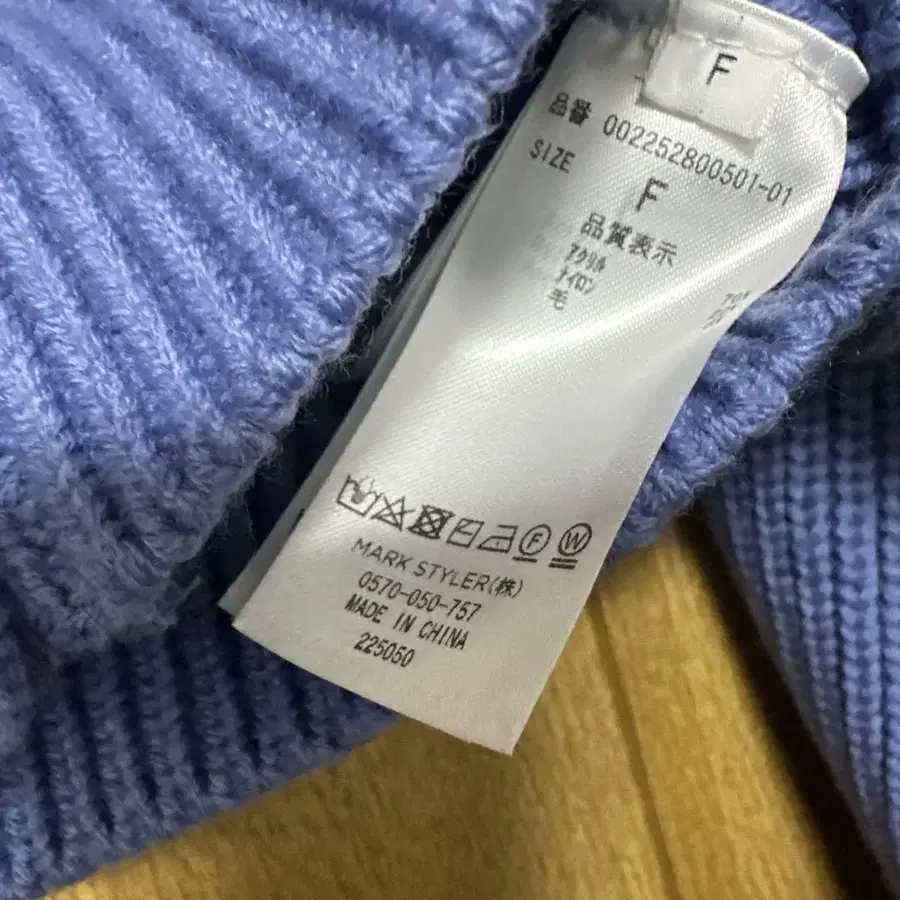 F
品番 002252800501-01
SIZE F
品質表示
アクリル
ナイロン
毛
F
W
MARK STYLER(株)
0570-050-757
MADE IN CHINA
225050